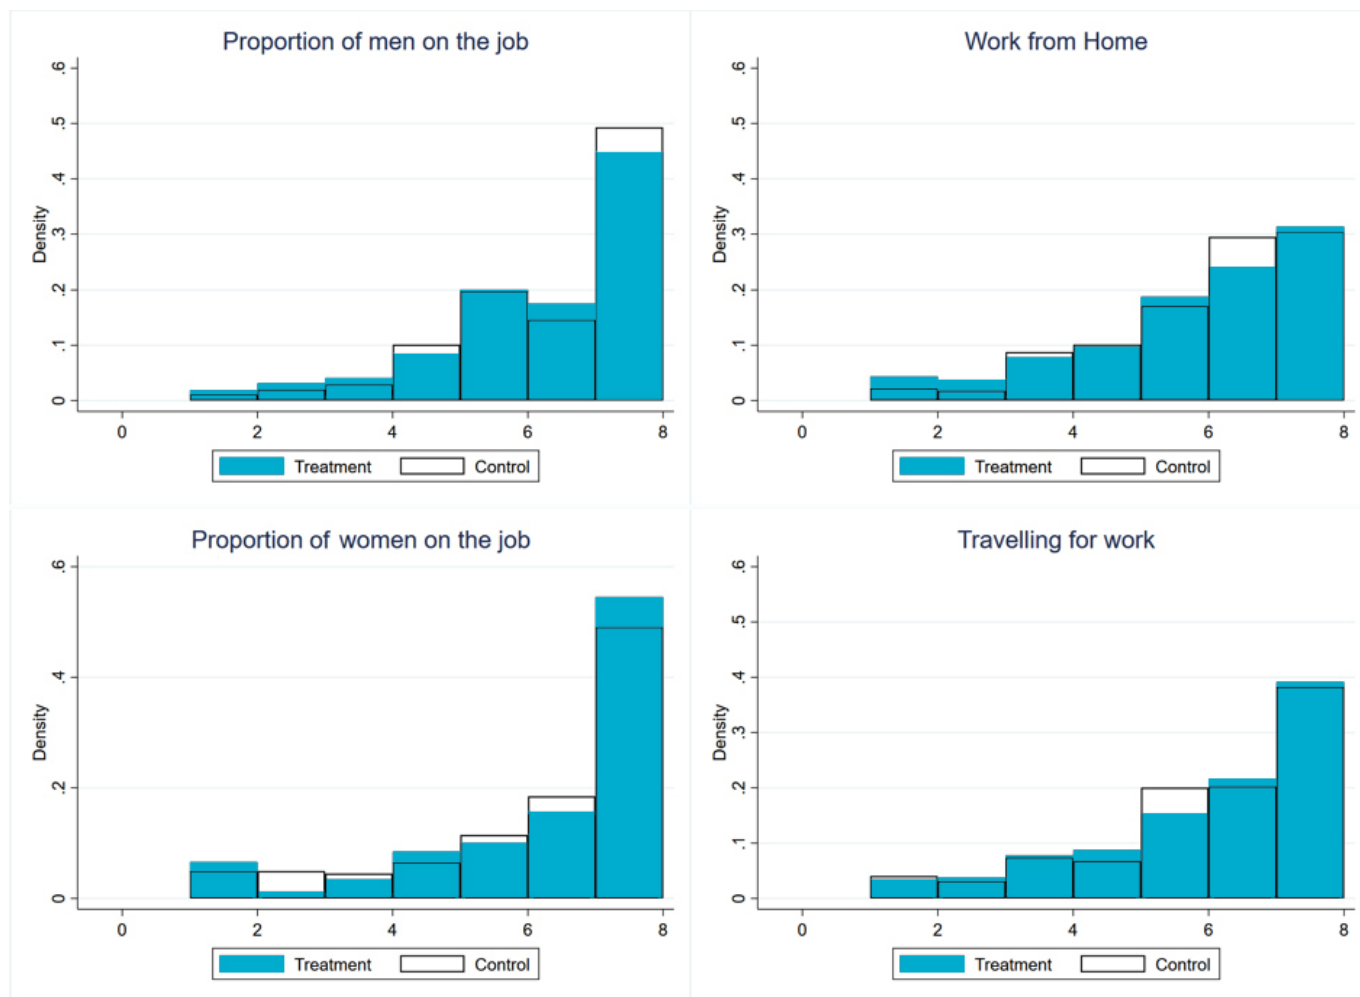 Proportion of men on the job
.6
.5
.4
.3
.2
.1
0
Density
0 2 4 6 8
Treatment Control
Work from Home
.6
.5
.4
.3
.2
.1
0
Density
0 2 4 6 8
Treatment Control
Proportion of women on the job
.6
.4
.2
0
Density
0 2 4 6 8
Treatment Control
Travelling for work
.6
.5
.4
.3
.2
.1
0
Density
0 2 4 6 8
Treatment Control